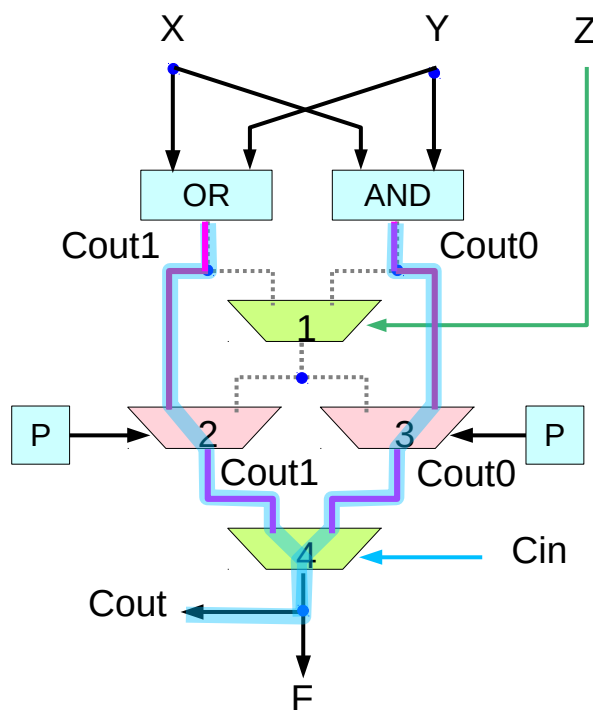 X Y Z
OR AND
Cout1 Cout0
1
P 2 3 P
Cout1 Cout0
4 Cin
Cout
F